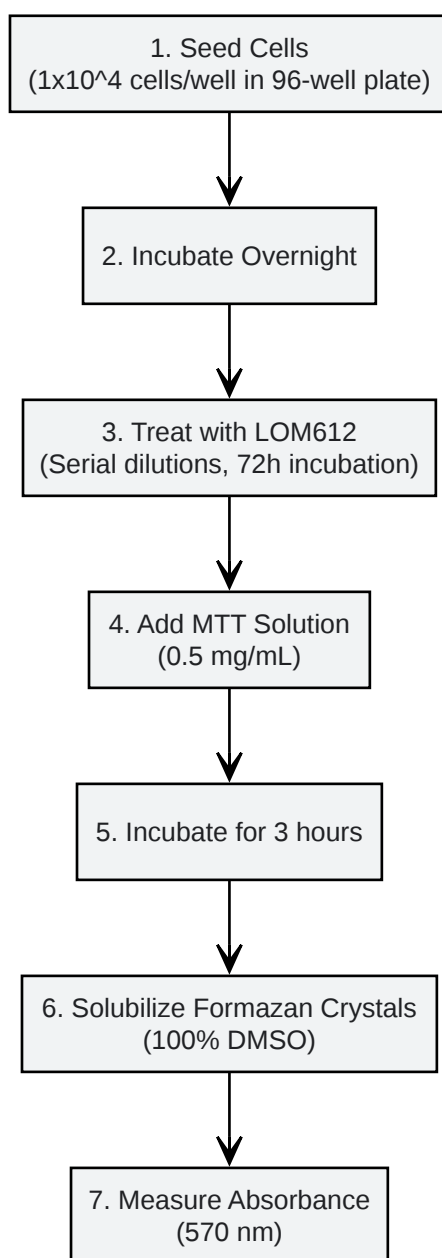 1. Seed Cells
(1x10^4 cells/well in 96-well plate)
2. Incubate Overnight
3. Treat with LOM612
(Serial dilutions, 72h incubation)
4. Add MTT Solution
(0.5 mg/mL)
5. Incubate for 3 hours
6. Solubilize Formazan Crystals
(100% DMSO)
7. Measure Absorbance
(570 nm)